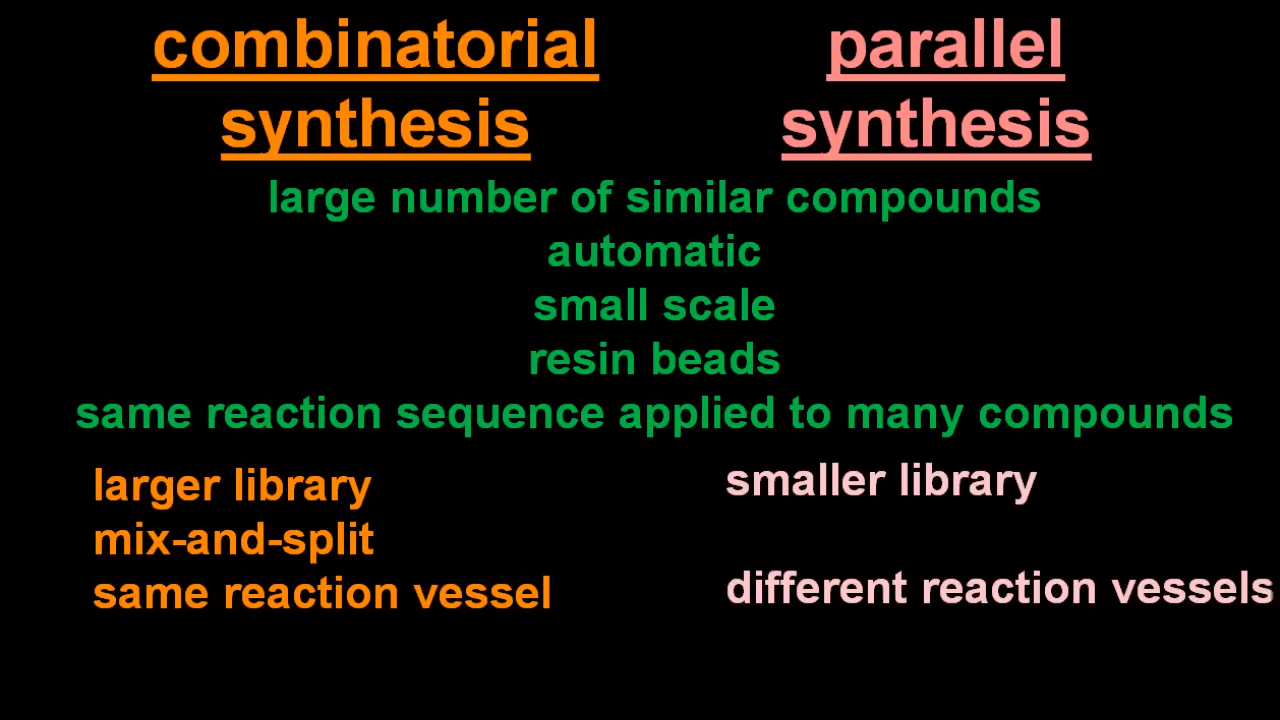 combinatorial synthesis
parallel synthesis
large number of similar compounds
automatic
small scale
resin beads
same reaction sequence applied to many compounds
larger library
mix-and-split
same reaction vessel
smaller library
different reaction vessels